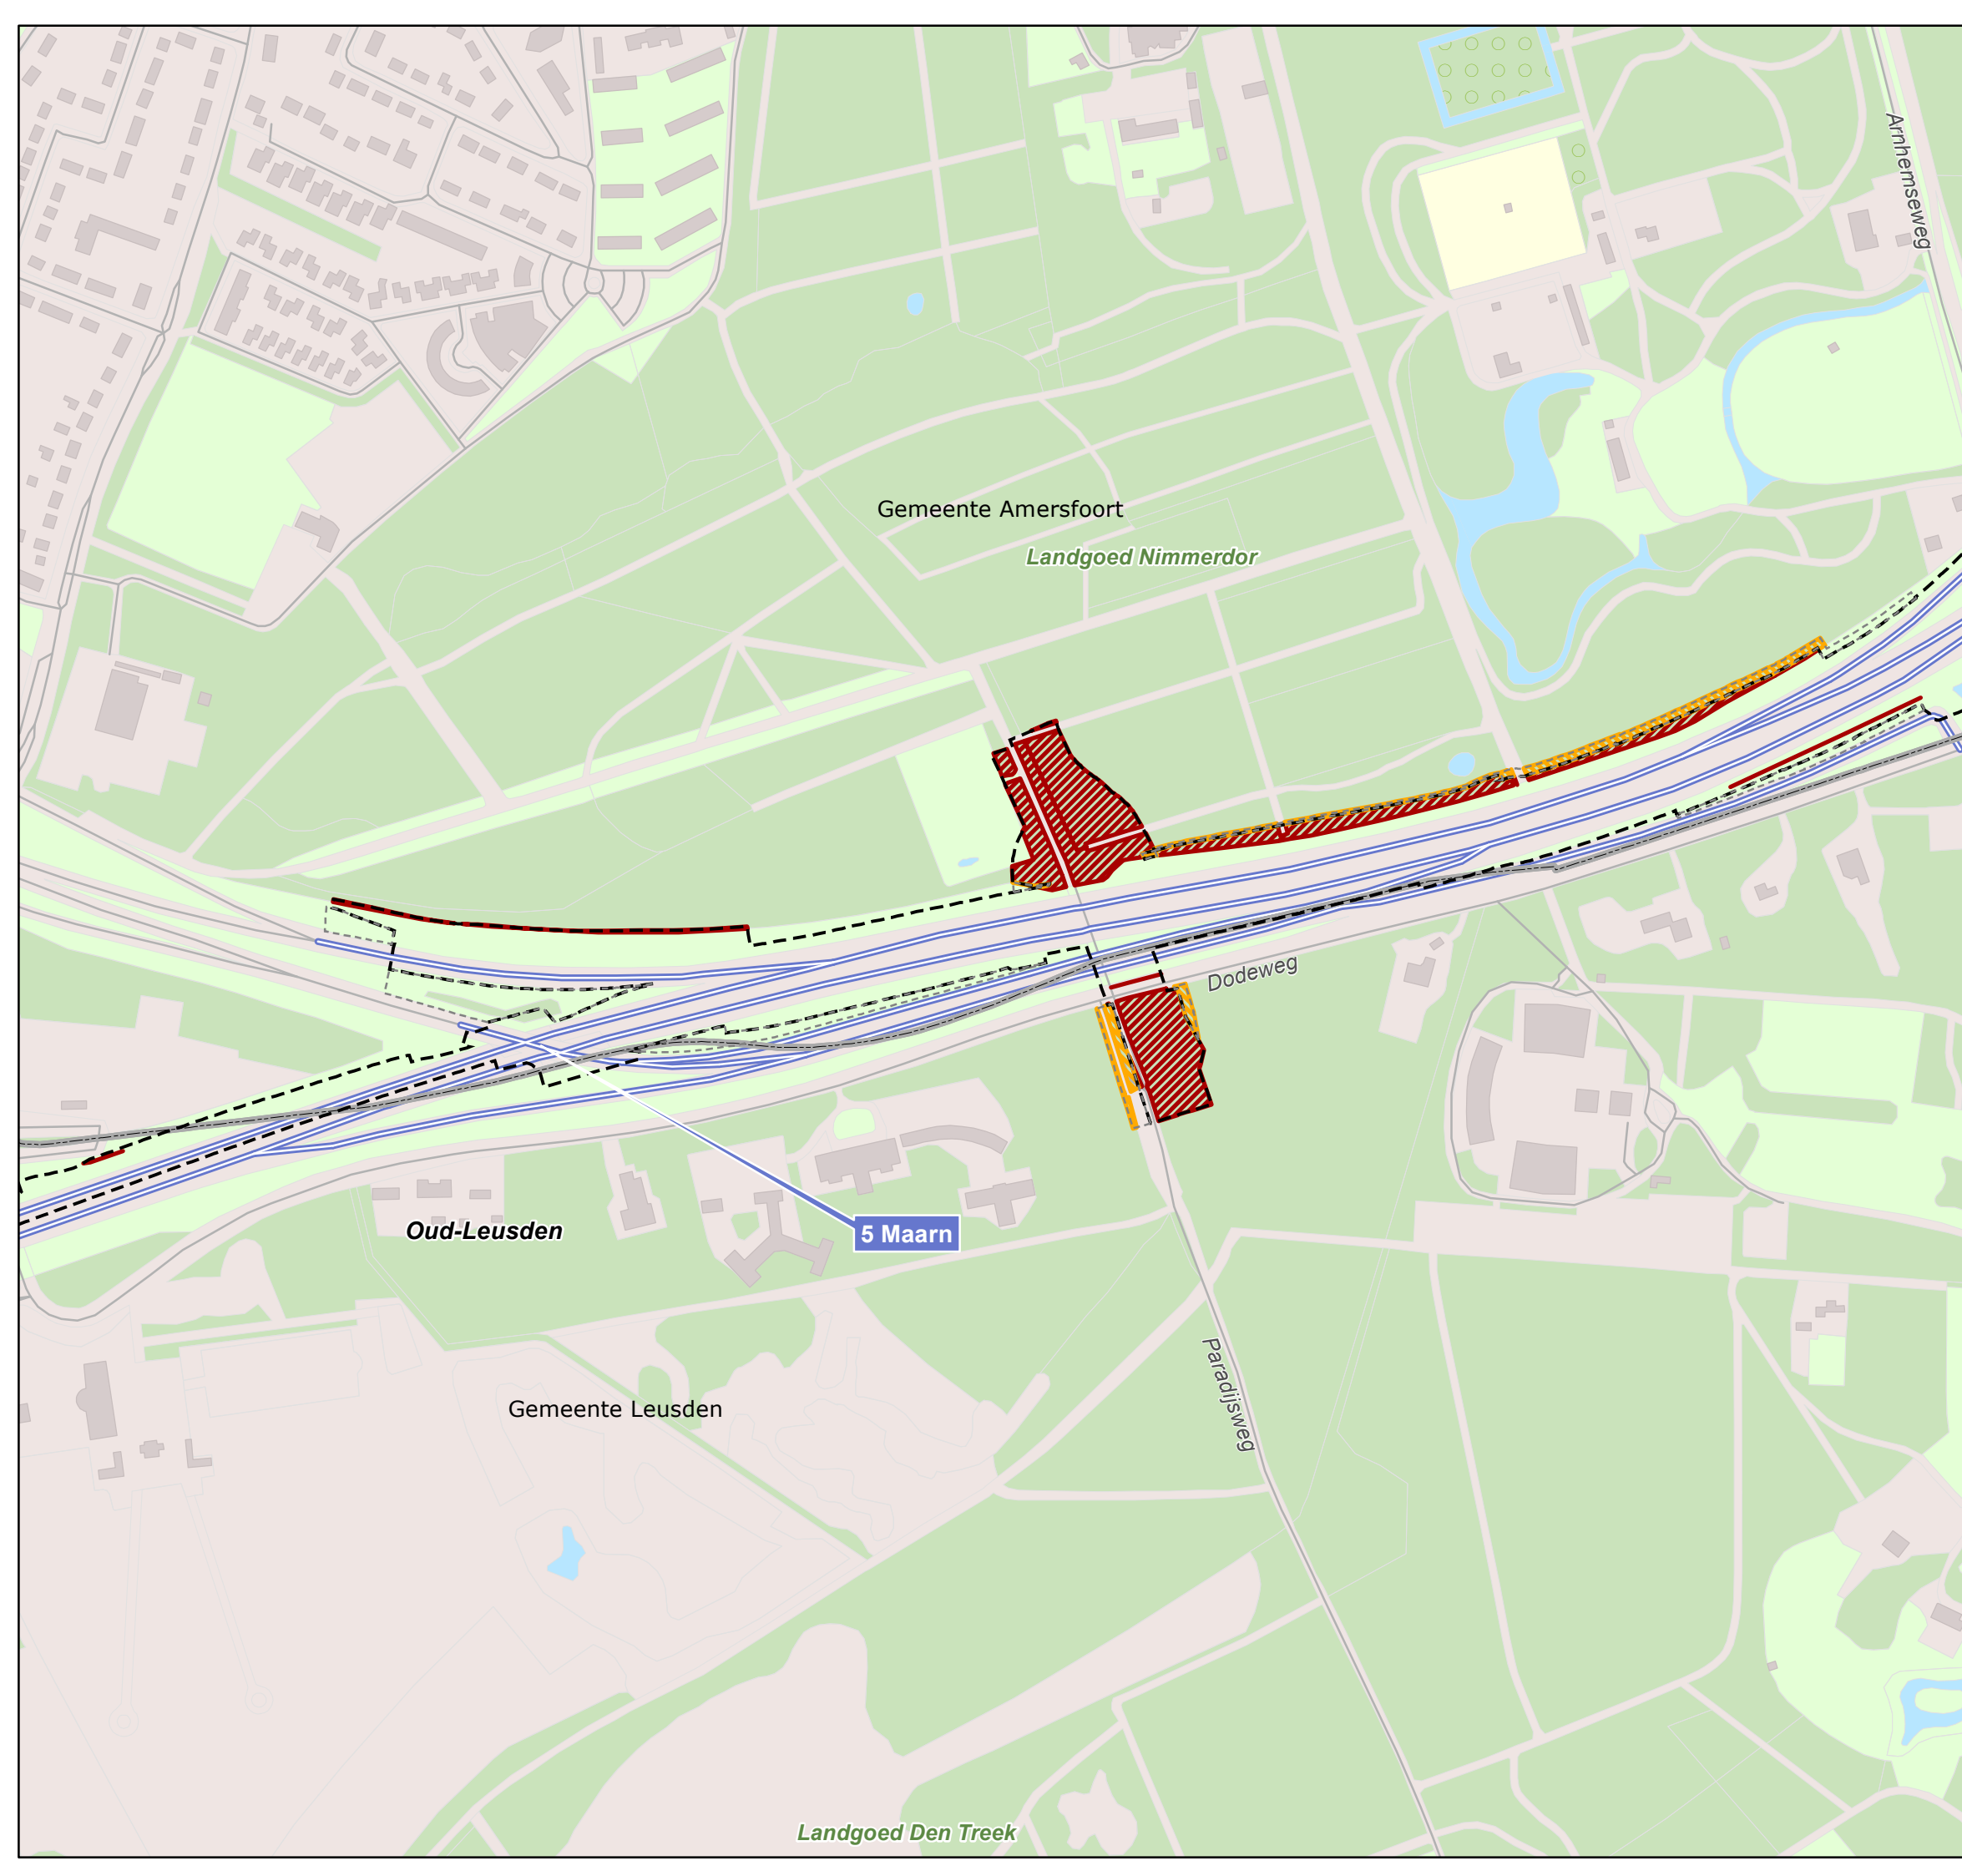 Arnhemseweg
Gemeente Amersfoort
Landgoed Nimmerdor
Dodeweg
Oud-Leusden
5 Maarn
Paradijsweg
Gemeente Leusden
Landgoed Den Treek